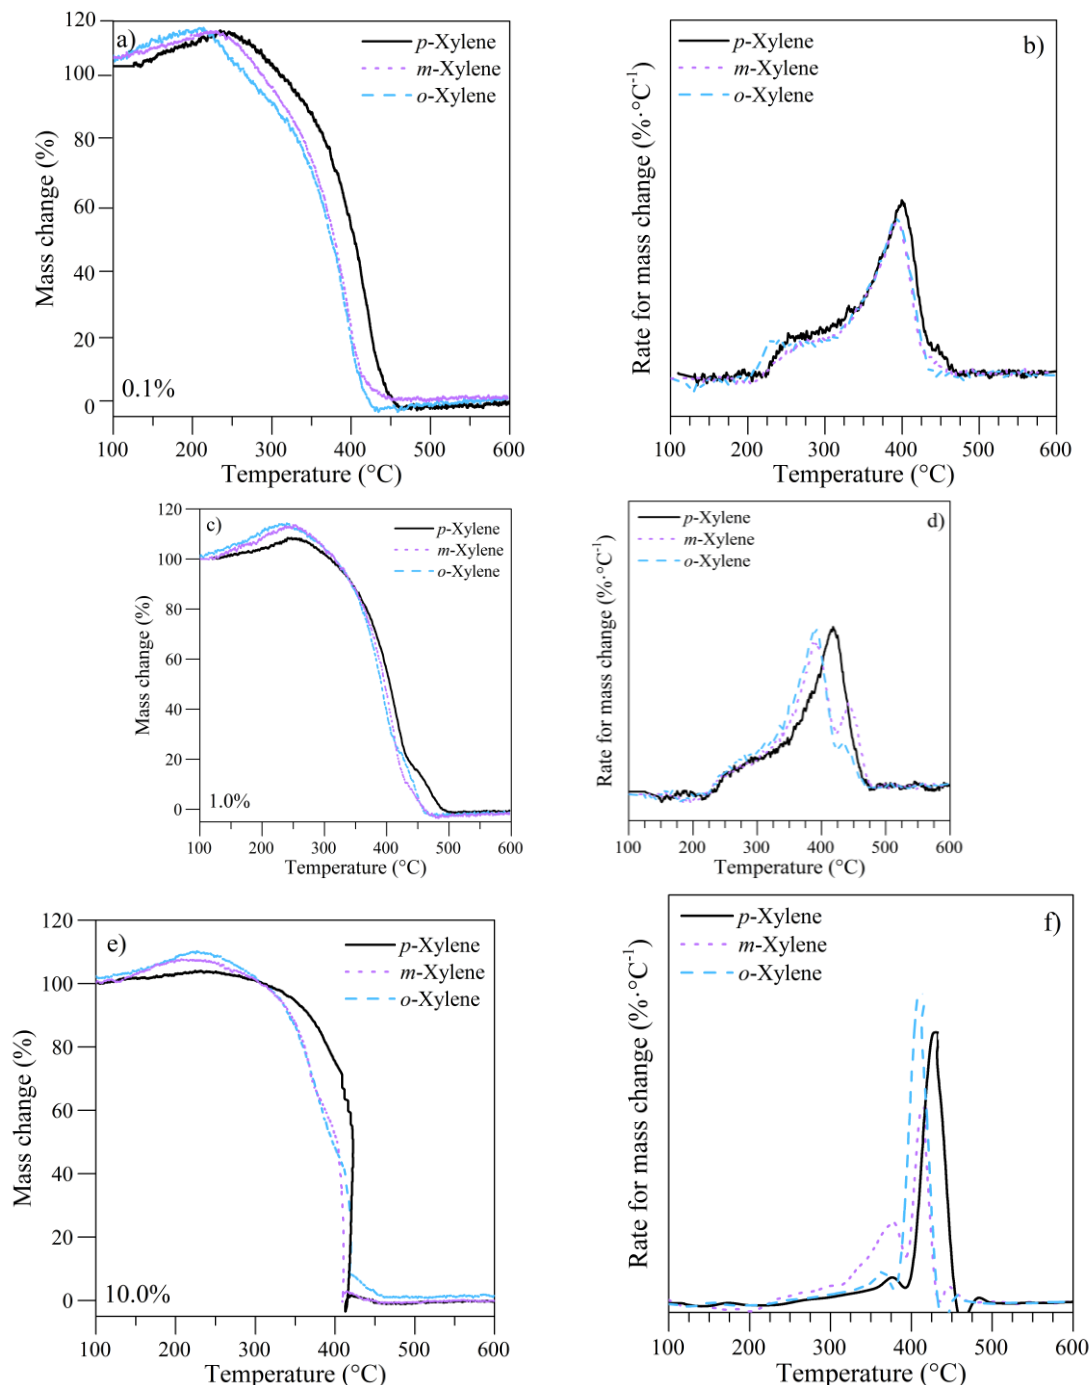 a)
p-Xylene
m-Xylene
o-Xylene
120
100
80
60
40
20
0
Mass change (%)
0.1%
100 200 300 400 500 600
Temperature (°C)
b)
p-Xylene
m-Xylene
o-Xylene
Rate for mass change (%·°C⁻¹)
100 200 300 400 500 600
Temperature (°C)
c)
p-Xylene
m-Xylene
o-Xylene
120
100
80
60
40
20
0
Mass change (%)
1.0%
100 200 300 400 500 600
Temperature (°C)
d)
p-Xylene
m-Xylene
o-Xylene
Rate for mass change (%·°C⁻¹)
100 200 300 400 500 600
Temperature (°C)
e)
p-Xylene
m-Xylene
o-Xylene
120
100
80
60
40
20
0
Mass change (%)
10.0%
100 200 300 400 500 600
Temperature (°C)
f)
p-Xylene
m-Xylene
o-Xylene
Rate for mass change (%·°C⁻¹)
100 200 300 400 500 600
Temperature (°C)